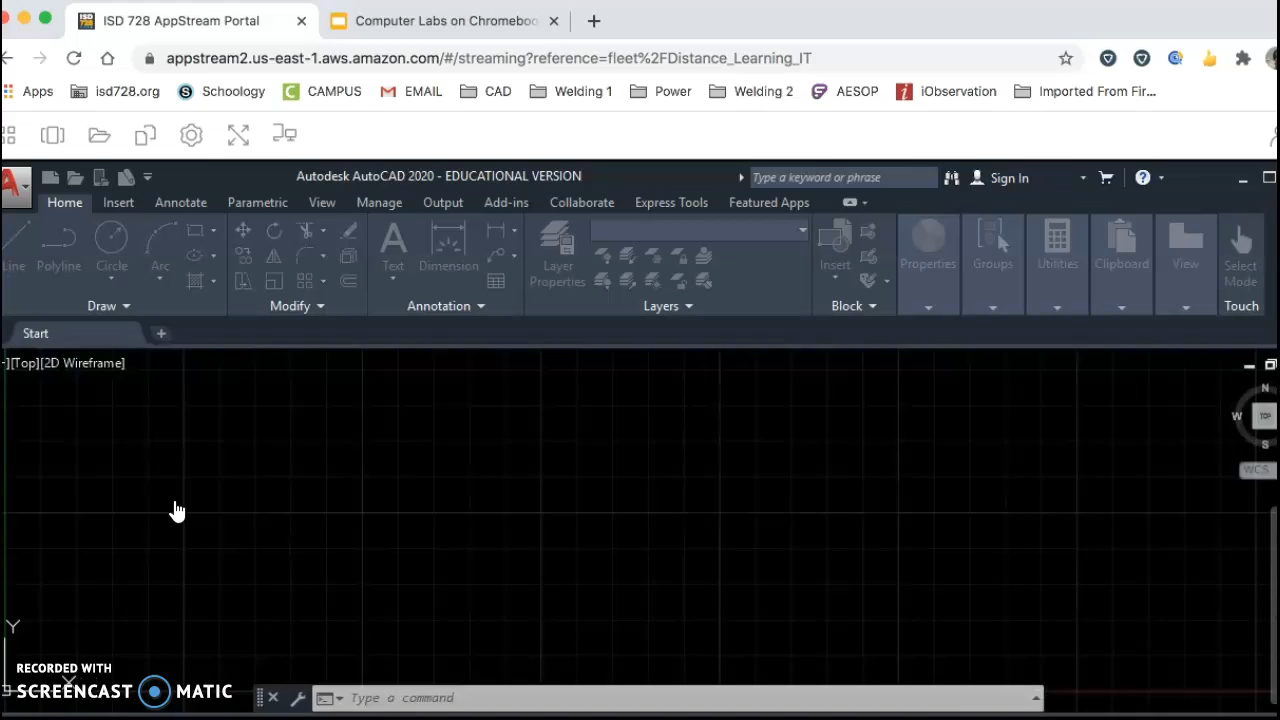 ISD 728 AppStream Portal
Computer Labs on Chromeboo
appstream2.us-east-1.aws.amazon.com/#/streaming?reference=fleet%2FDistance_Learning_IT
Apps isd728.org Schoology CAMPUS EMAIL CAD Welding 1 Power Welding 2 AESOP iObservation Imported From Fir...
Autodesk AutoCAD 2020 - EDUCATIONAL VERSION Type a keyword or phrase Sign In
Home Insert Annotate Parametric View Manage Output Add-ins Collaborate Express Tools Featured Apps
Line Polyline Circle Arc Text Dimension Layer Properties Insert Properties Groups Utilities Clipboard View Select Mode
Draw Modify Annotation Layers Block Touch
Start
-][Top][2D Wireframe]
N
W TOP
S
WCS
Y
X
RECORDED WITH
SCREENCAST MATIC
Type a command